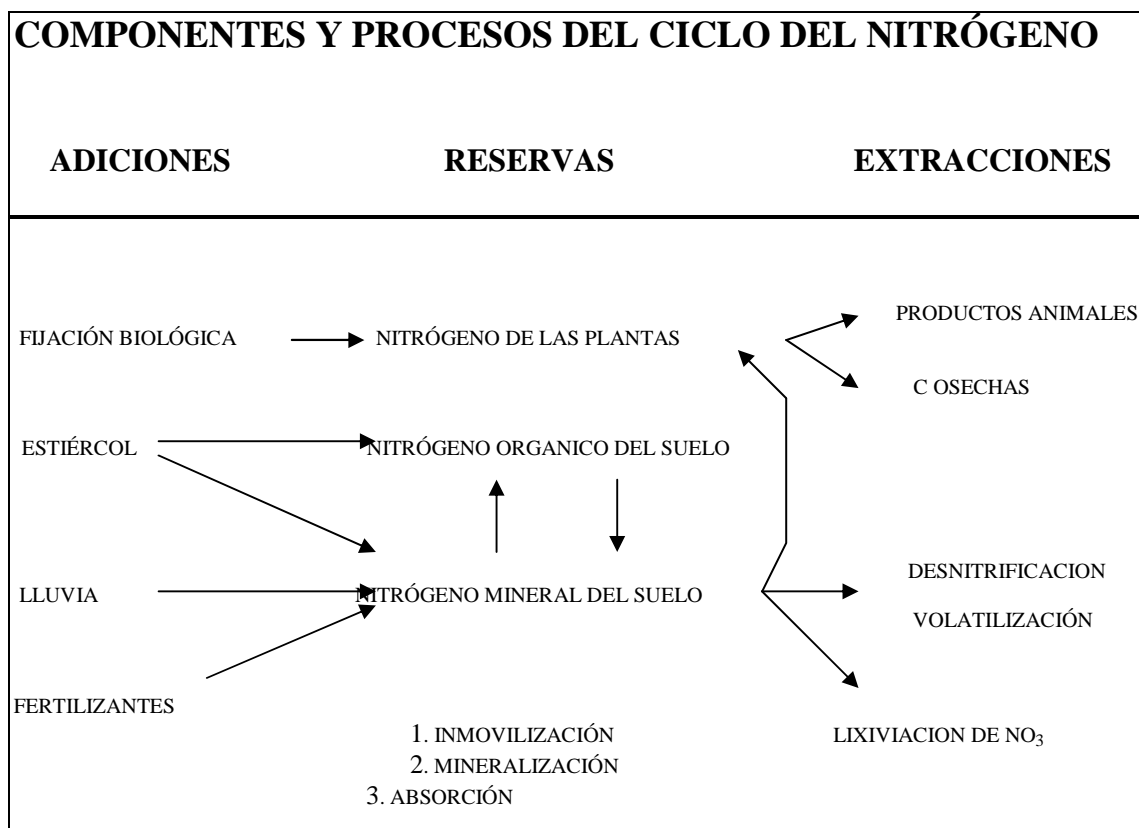 COMPONENTES Y PROCESOS DEL CICLO DEL NITRÓGENO
ADICIONES RESERVAS EXTRACCIONES
PRODUCTOS ANIMALES
FIJACIÓN BIOLÓGICA NITRÓGENO DE LAS PLANTAS
C OSECHAS
ESTIÉRCOL NITRÓGENO ORGANICO DEL SUELO
DESNITRIFICACION
LLUVIA NITRÓGENO MINERAL DEL SUELO
VOLATILIZACIÓN
FERTILIZANTES
1. INMOVILIZACIÓN LIXIVIACION DE NO₃
2. MINERALIZACIÓN
3. ABSORCIÓN